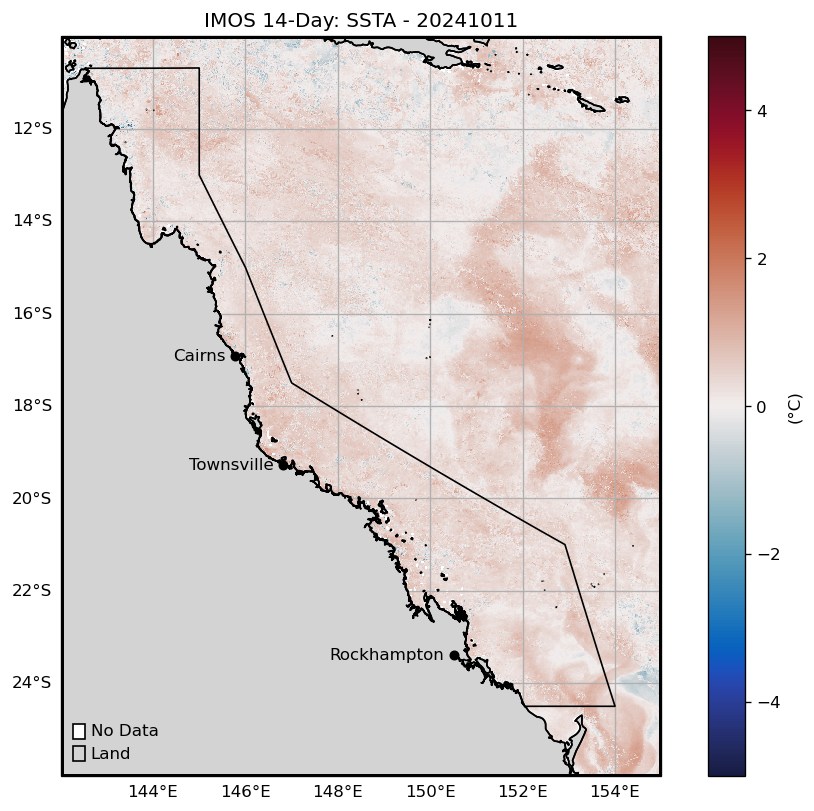 IMOS 14-Day: SSTA - 20241011
12°S
14°S
16°S
18°S
20°S
22°S
24°S
Cairns
Townsville
Rockhampton
No Data
Land
144°E 146°E 148°E 150°E 152°E 154°E
4
2
0
−2
−4
(°C)